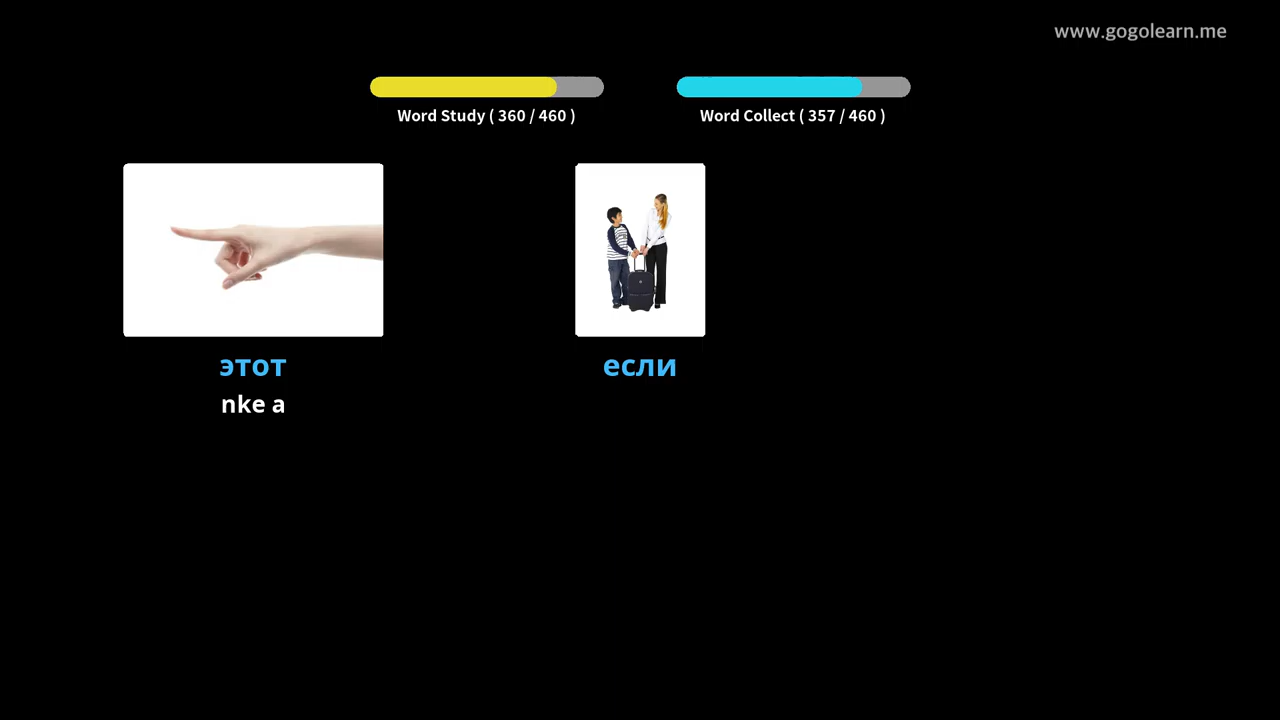 www.gogolearn.me
Word Study ( 360 / 460 )
Word Collect ( 357 / 460 )
этот
если
nke a